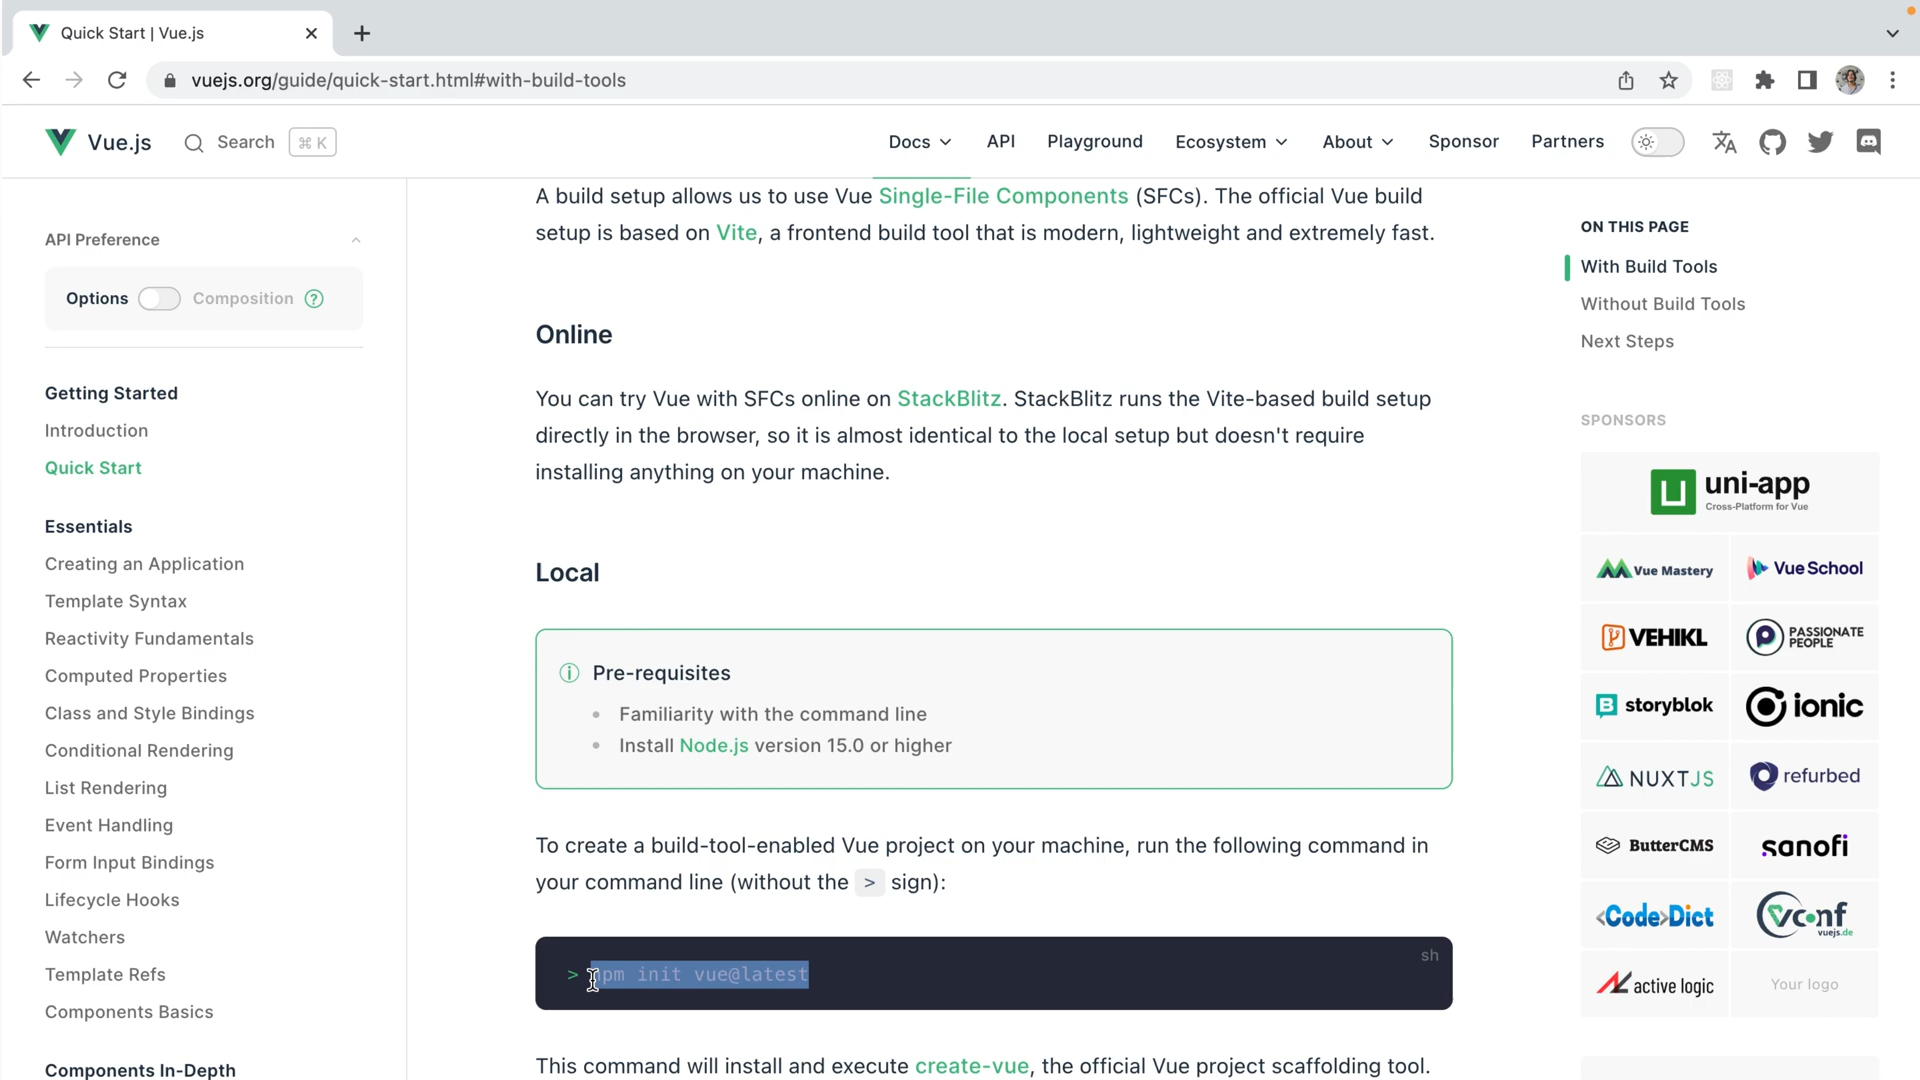 Quick Start | Vue.js
vuejs.org/guide/quick-start.html#with-build-tools
Vue.js
Search
⌘ K
Docs
API
Playground
Ecosystem
About
Sponsor
Partners
API Preference
Options
Composition
?
Getting Started
Introduction
Quick Start
Essentials
Creating an Application
Template Syntax
Reactivity Fundamentals
Computed Properties
Class and Style Bindings
Conditional Rendering
List Rendering
Event Handling
Form Input Bindings
Lifecycle Hooks
Watchers
Template Refs
Components Basics
Components In-Depth
A build setup allows us to use Vue Single-File Components (SFCs). The official Vue build
setup is based on Vite, a frontend build tool that is modern, lightweight and extremely fast.
Online
You can try Vue with SFCs online on StackBlitz. StackBlitz runs the Vite-based build setup
directly in the browser, so it is almost identical to the local setup but doesn't require
installing anything on your machine.
Local
Pre-requisites
• Familiarity with the command line
• Install Node.js version 15.0 or higher
To create a build-tool-enabled Vue project on your machine, run the following command in
your command line (without the > sign):
sh
> npm init vue@latest
This command will install and execute create-vue, the official Vue project scaffolding tool.
ON THIS PAGE
With Build Tools
Without Build Tools
Next Steps
SPONSORS
uni-app
Cross-Platform for Vue
Vue Mastery
Vue School
VEHIKL
PASSIONATE
PEOPLE
storyblok
ionic
NUXTJS
refurbed
ButterCMS
sanofi
<Code>Dict
vconf
vuejs.de
active logic
Your logo